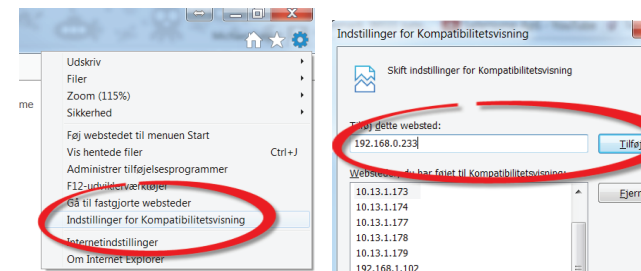 Udskriv
Filer
Zoom (115%)
Sikkerhed
me
Føj webstedet til menuen Start
Vis hentede filer Ctrl+J
Administrer tilføjelsesprogrammer
F12-udviklerværktøjer
Gå til fastgjorte websteder
Indstillinger for Kompatibilitetsvisning
Internetindstillinger
Om Internet Explorer
Indstillinger for Kompatibilitetsvisning
Skift indstillinger for Kompatibilitetsvisning
Tilføj dette websted:
192.168.0.233
Tilføj
Websteder, du har føjet til Kompatibilitetsvisning:
10.13.1.173
Fjern
10.13.1.174
10.13.1.177
10.13.1.178
10.13.1.179
192.168.1.102